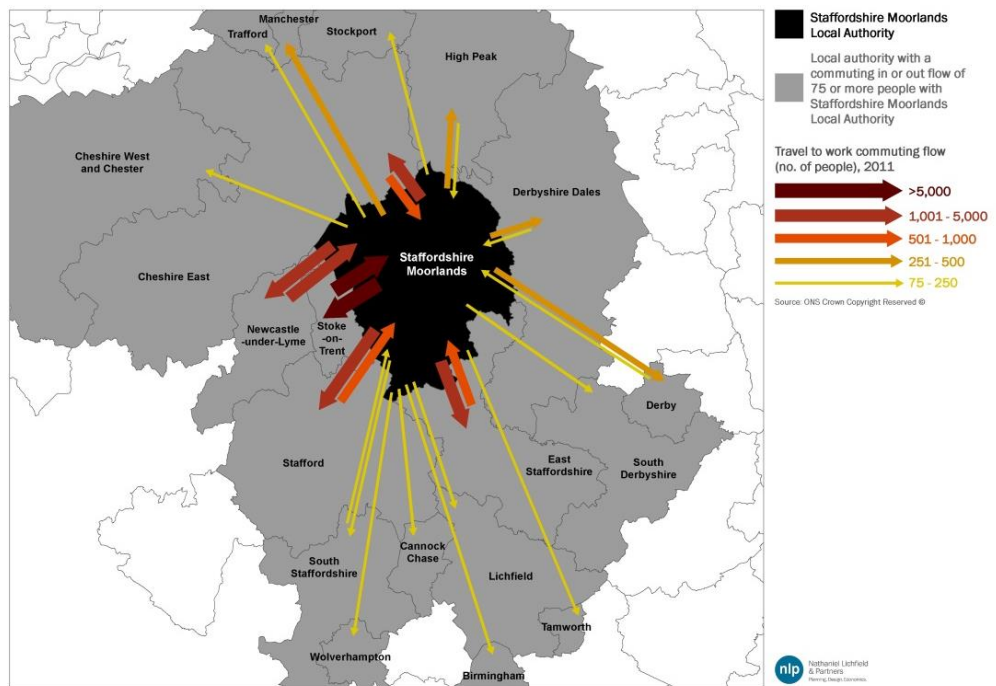 Manchester
Trafford
Stockport
High Peak
Cheshire West
and Chester
Derbyshire Dales
Cheshire East
Staffordshire
Moorlands
Newcastle
-under-Lyme
Stoke
-on-
Trent
Derby
Stafford
East
Staffordshire
South
Derbyshire
South
Staffordshire
Cannock
Chase
Lichfield
Tamworth
Wolverhampton
Birmingham
Staffordshire Moorlands
Local Authority
Local authority with a
commuting in or out flow of
75 or more people with
Staffordshire Moorlands
Local Authority
Travel to work commuting flow
(no. of people), 2011
>5,000
1,001 - 5,000
501 - 1,000
251 - 500
75 - 250
Source: ONS Crown Copyright Reserved ©
nlp
Nathaniel Lichfield
& Partners
Planning. Design. Economics.